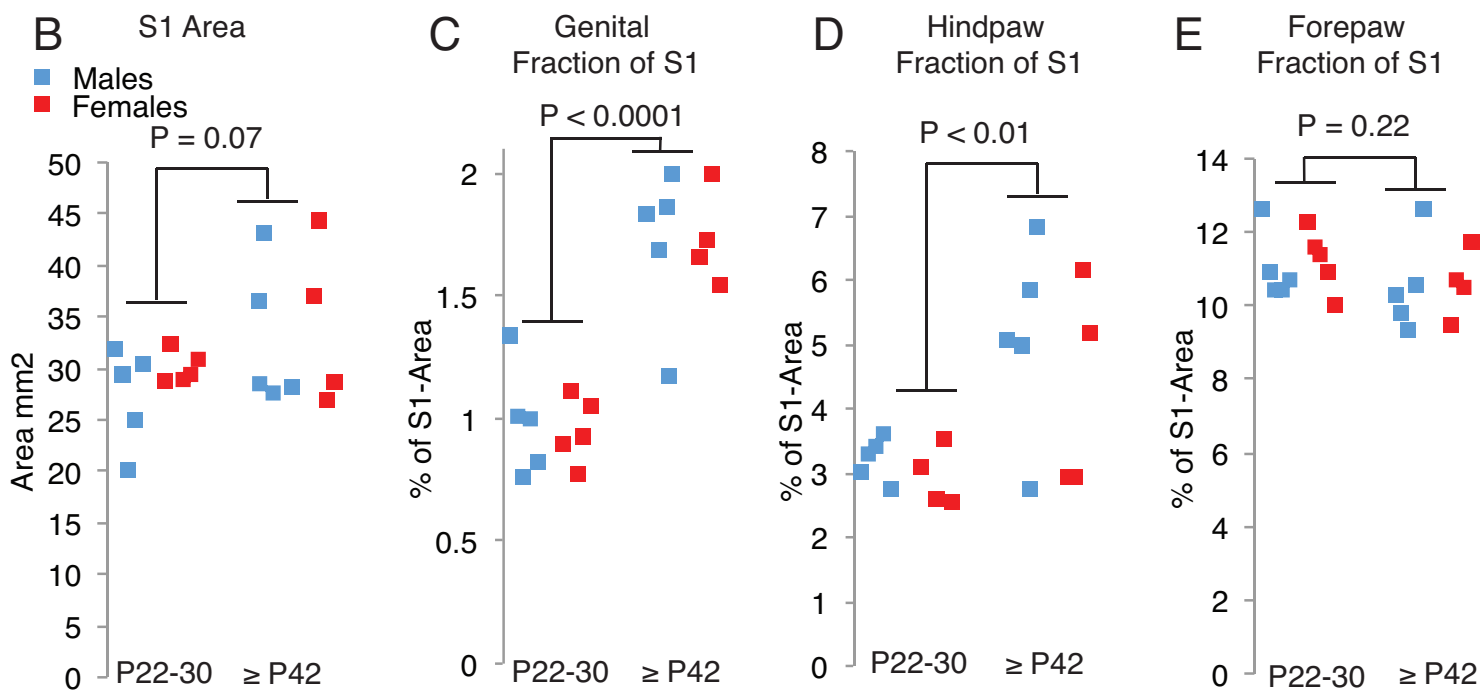 B
S1 Area
Males
Females
P = 0.07
50
45
40
35
30
25
20
15
10
5
0
Area mm2
P22-30
≥ P42
C
Genital
Fraction of S1
P < 0.0001
2
1.5
1
0.5
0
% of S1-Area
P22-30
≥ P42
D
Hindpaw
Fraction of S1
P < 0.01
8
7
6
5
4
3
2
1
0
% of S1-Area
P22-30
≥ P42
E
Forepaw
Fraction of S1
P = 0.22
14
12
10
8
6
4
2
0
% of S1-Area
P22-30
≥ P42